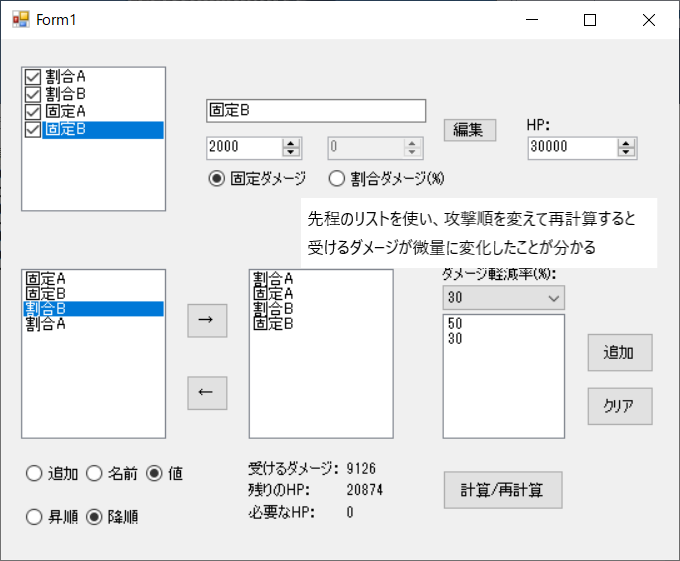 Form1
割合A
割合B
固定A
固定B
固定B
2000
0
編集
HP:
30000
固定ダメージ
割合ダメージ(%)
先程のリストを使い、攻撃順を変えて再計算すると
受けるダメージが微量に変化したことが分かる
固定A
固定B
割合B
割合A
→
←
割合A
固定A
割合B
固定B
ダメージ軽減率(%):
30
50
30
追加
クリア
追加 名前 値
昇順 降順
受けるダメージ: 9126
残りのHP: 20874
必要なHP: 0
計算/再計算